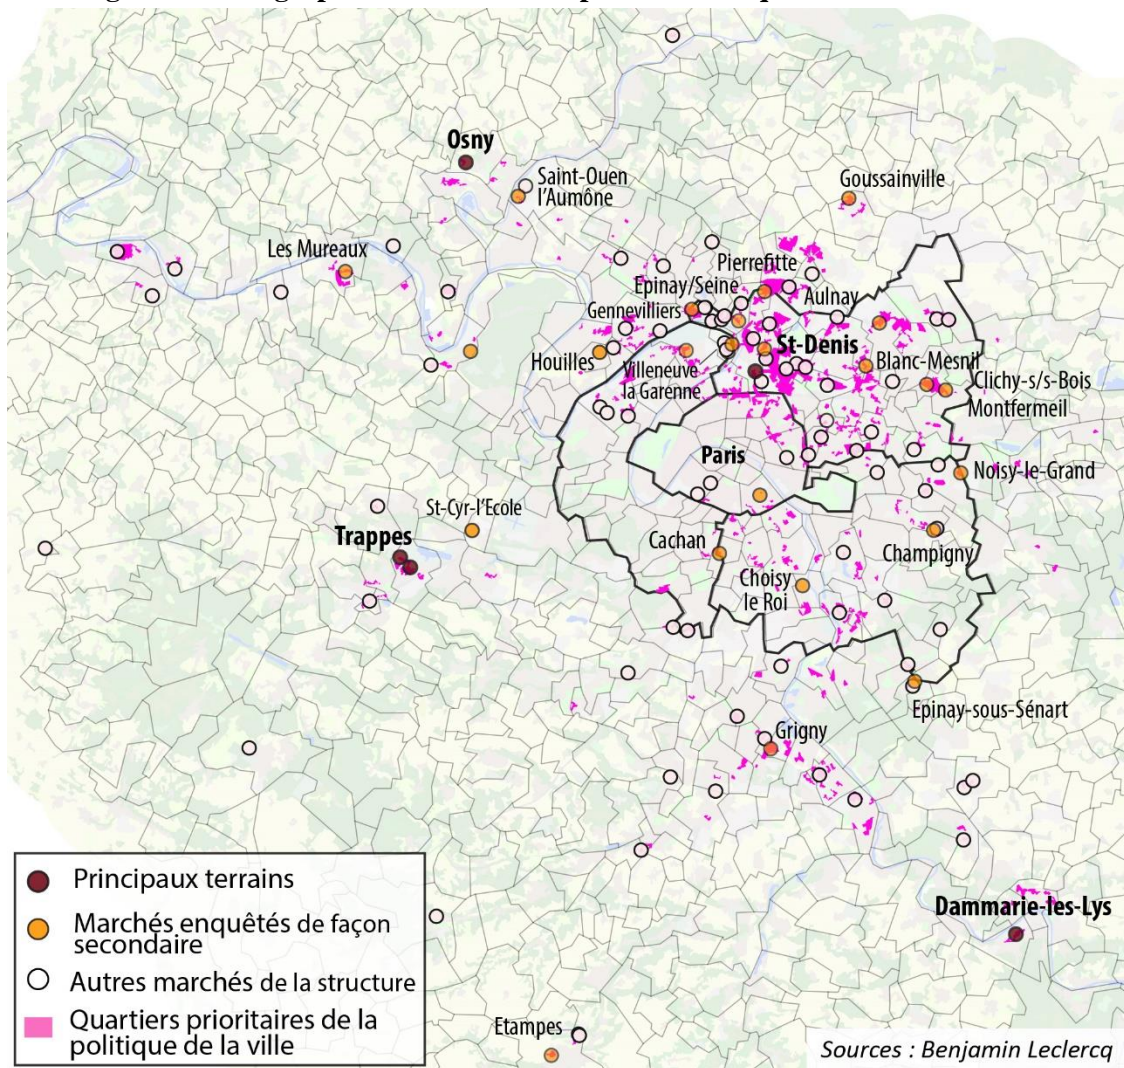 Osny
Saint-Ouen
l'Aumône
Goussainville
Les Mureaux
Pierrefitte
Epinay/Seine
Aulnay
Gennevilliers
St-Denis
Houilles
Villeneuve
la Garenne
Blanc-Mesnil
Clichy-s/s-Bois
Montfermeil
Paris
Noisy-le-Grand
St-Cyr-l'Ecole
Trappes
Cachan
Champigny
Choisy
le Roi
Epinay-sous-Sénart
Grigny
Dammarie-les-Lys
Etampes
Principaux terrains
Marchés enquêtés de façon
secondaire
Autres marchés de la structure
Quartiers prioritaires de la
politique de la ville
Sources : Benjamin Leclercq